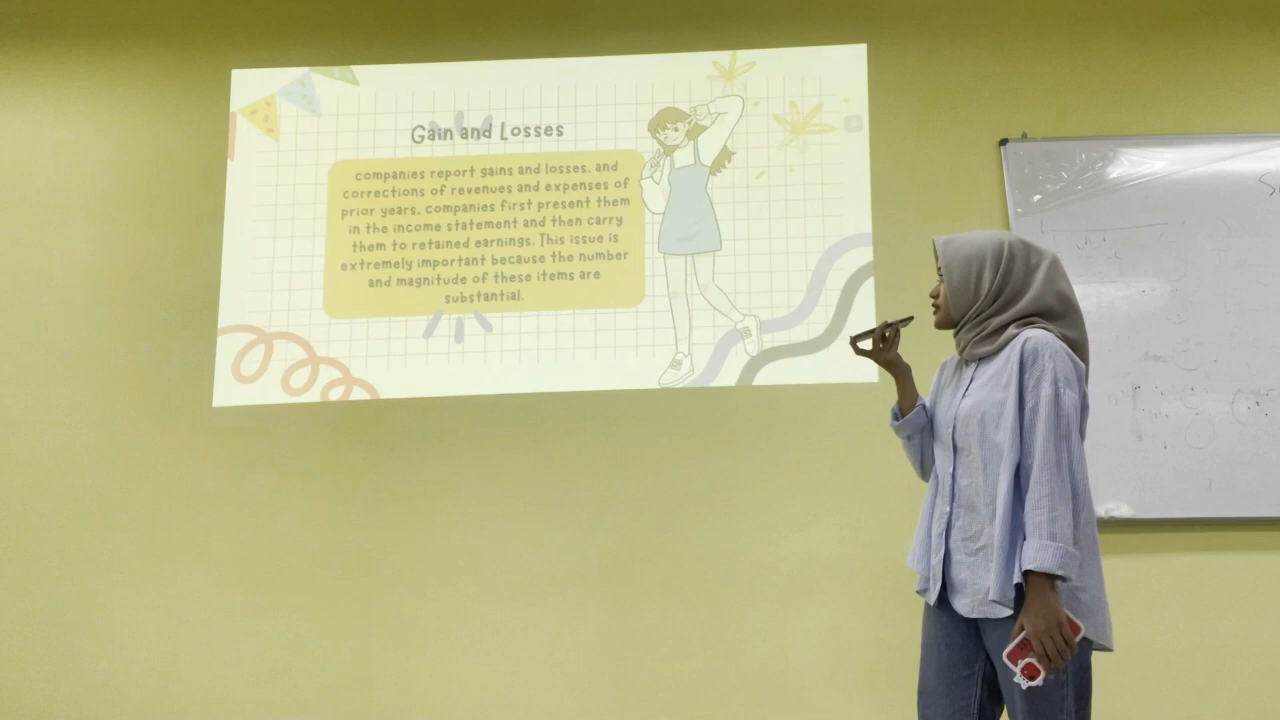 Gain and Losses
companies report gains and losses, and
corrections of revenues and expenses of
prior years. companies first present them
in the income statement and then carry
them to retained earnings. This issue is
extremely important because the number
and magnitude of these items are
substantial.